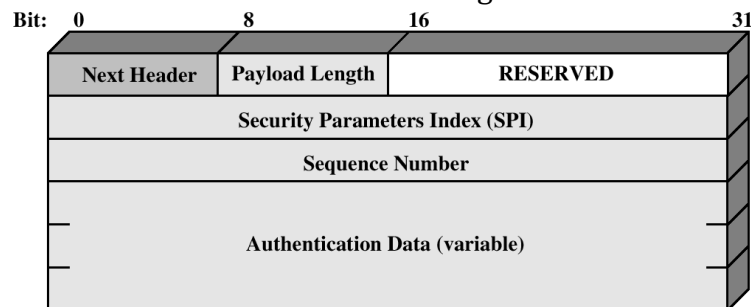 Bit: 0 8 16 31
Next Header Payload Length RESERVED
Security Parameters Index (SPI)
Sequence Number
Authentication Data (variable)